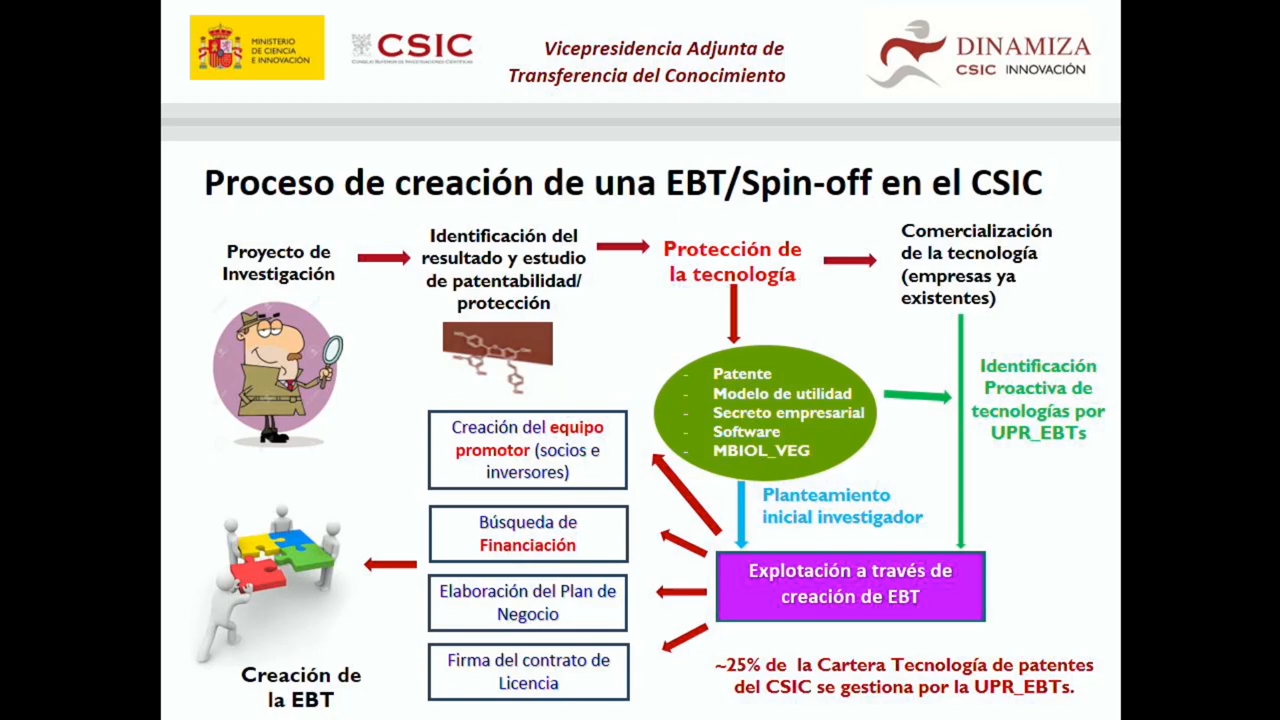 MINISTERIO
DE CIENCIA
E INNOVACIÓN
CSIC
CONSEJO SUPERIOR DE INVESTIGACIONES CIENTÍFICAS
Vicepresidencia Adjunta de
Transferencia del Conocimiento
DINAMIZA
CSIC INNOVACIÓN
Proceso de creación de una EBT/Spin-off en el CSIC
Proyecto de
Investigación
Identificación del
resultado y estudio
de patentabilidad/
protección
Protección de
la tecnología
Comercialización
de la tecnología
(empresas ya
existentes)
- Patente
- Modelo de utilidad
- Secreto empresarial
- Software
- MBIOL_VEG
Identificación
Proactiva de
tecnologías por
UPR_EBTs
Planteamiento
inicial investigador
Explotación a través de
creación de EBT
Creación del equipo
promotor (socios e
inversores)
Búsqueda de
Financiación
Elaboración del Plan de
Negocio
Firma del contrato de
Licencia
Creación de
la EBT
~25% de la Cartera Tecnología de patentes
del CSIC se gestiona por la UPR_EBTs.